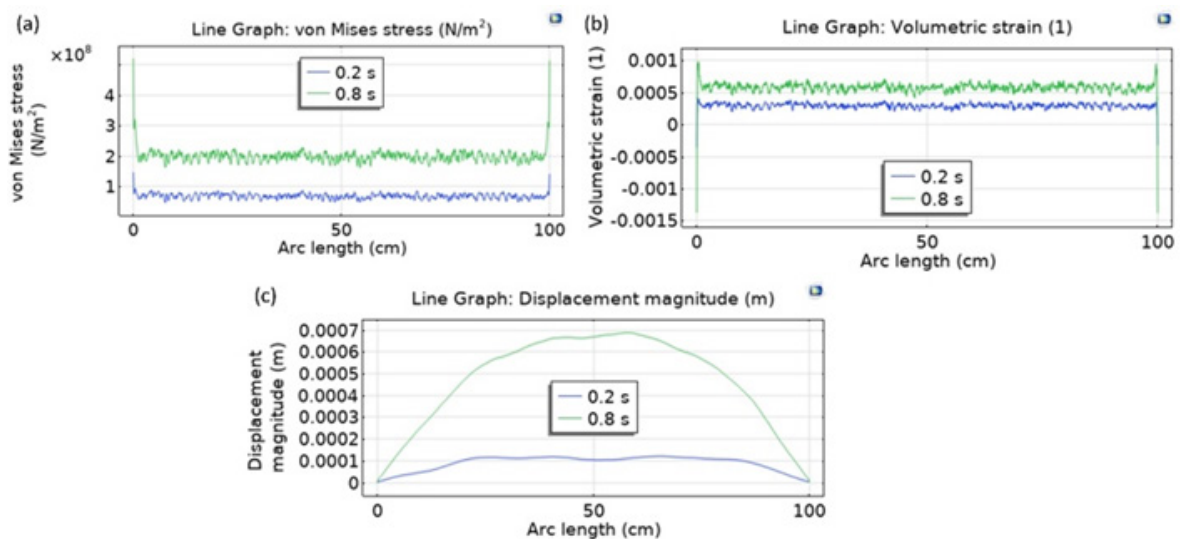 (a)
Line Graph: von Mises stress (N/m²)
×10⁸
von Mises stress
(N/m²)
4
3
2
1
0.2 s
0.8 s
0
50
100
Arc length (cm)
(b)
Line Graph: Volumetric strain (1)
Volumetric strain (1)
0.001
0.0005
0
-0.0005
-0.001
-0.0015
0.2 s
0.8 s
0
50
100
Arc length (cm)
(c)
Line Graph: Displacement magnitude (m)
Displacement
magnitude (m)
0.0007
0.0006
0.0005
0.0004
0.0003
0.0002
0.0001
0
0.2 s
0.8 s
0
50
100
Arc length (cm)